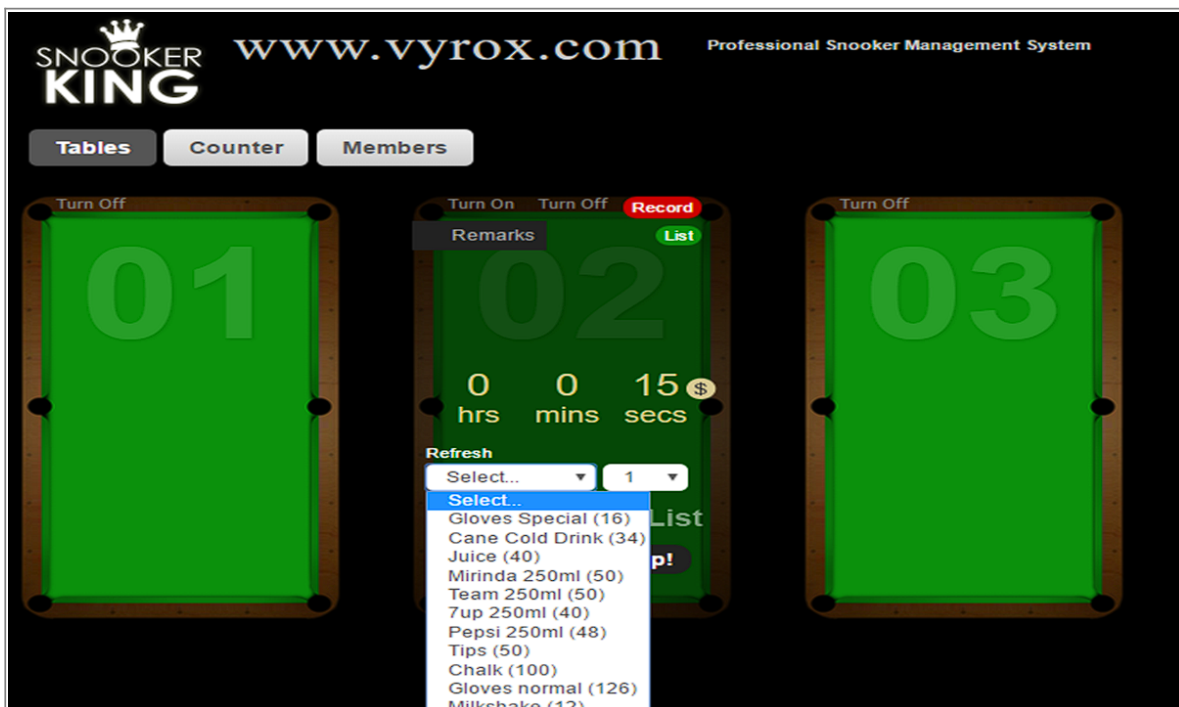 SNOOKER
KING
www.vyrox.com
Professional Snooker Management System
Tables
Counter
Members
Turn Off
01
Turn On Turn Off Record
Remarks
List
02
0 0 15 $
hrs mins secs
Refresh
Select... 1
Select...
Gloves Special (16)
Cane Cold Drink (34)
Juice (40)
Mirinda 250ml (50)
Team 250ml (50)
7up 250ml (40)
Pepsi 250ml (48)
Tips (50)
Chalk (100)
Gloves normal (126)
Milkshake (12)
List
p!
Turn Off
03